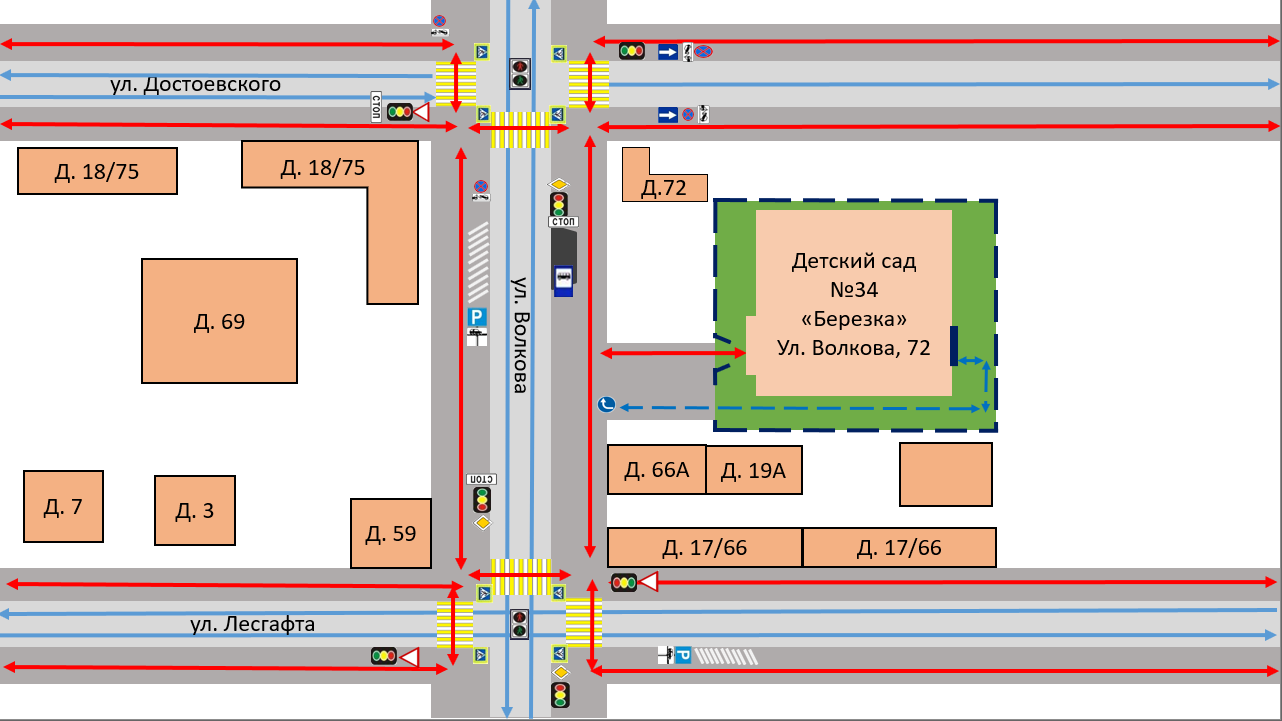 ул. Достоевского
СТОП
Д. 18/75
Д. 18/75
Д.72
СТОП
Детский сад
№34
«Березка»
Ул. Волкова, 72
Д. 69
P
ул. Волкова
Д. 66А
Д. 19А
СТОП
Д. 7
Д. 3
Д. 59
Д. 17/66
Д. 17/66
ул. Лесгафта
P